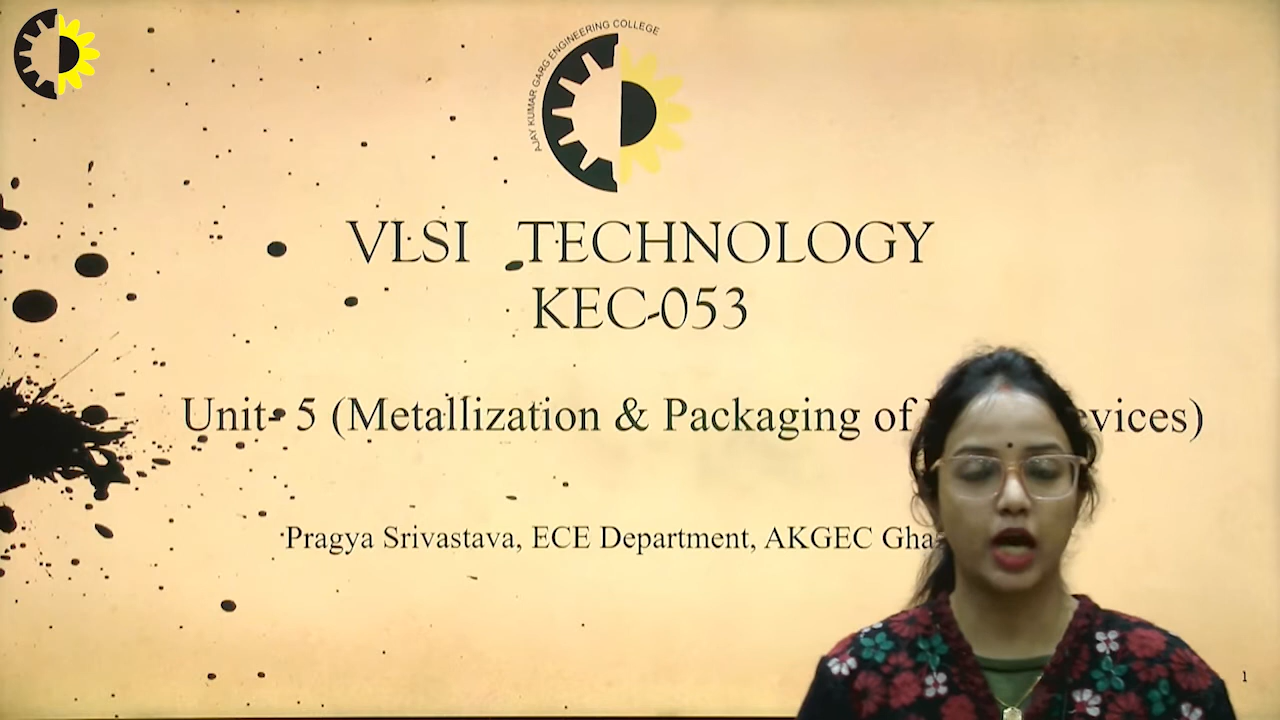 AJAY KUMAR GARG ENGINEERING COLLEGE
VLSI TECHNOLOGY
KEC-053
Unit- 5 (Metallization & Packaging of
Pragya Srivastava, ECE Department, AKGEC
1